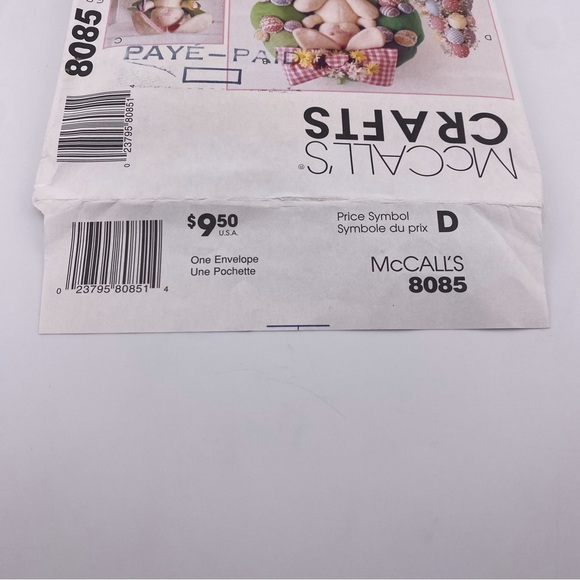 8085
C
D
B
PAYÉ-PAID
McCALL'S®
CRAFTS
0 23795 80851 4
$9.50
U.S.A.
One Envelope
Une Pochette
Price Symbol
Symbole du prix D
McCALL'S
8085
0 23795 80851 4